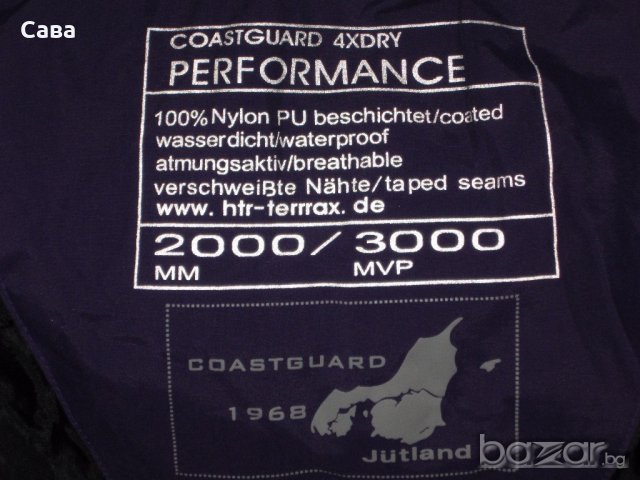 Сава
COASTGUARD 4XDRY
PERFORMANCE
100% Nylon PU beschichtet/coated
wasserdicht/waterproof
atmungsaktiv/breathable
verschweißte Nähte/taped seams
www. htr-terrrax. de
2000/3000
MM MVP
COASTGUARD
1968
Jütland
bazar.bg